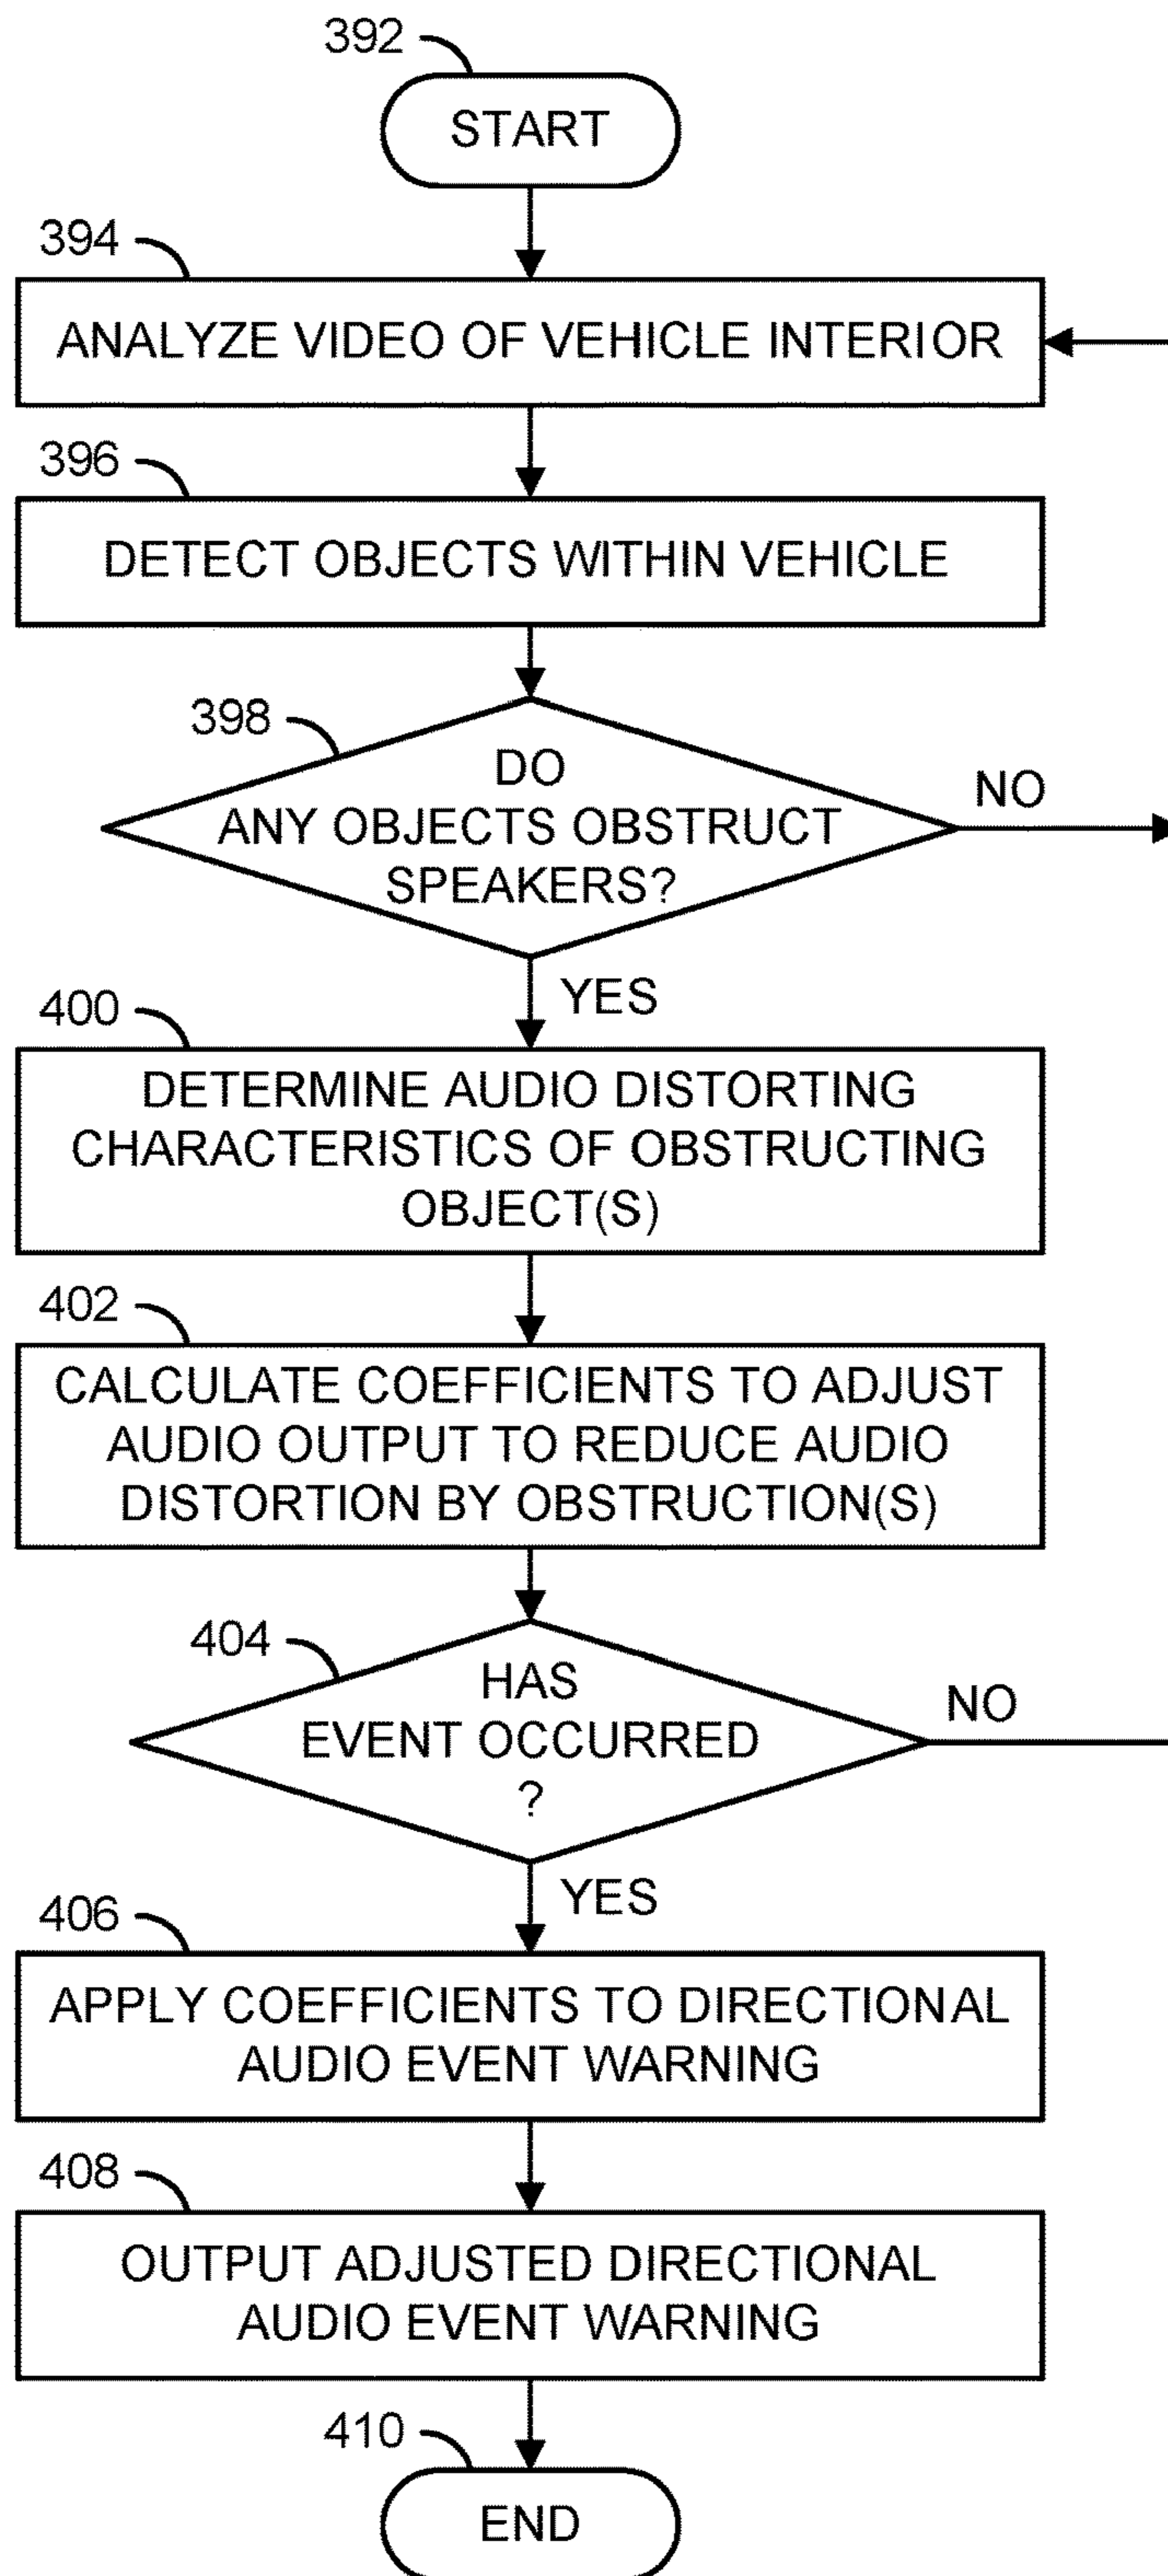 392
START
394
ANALYZE VIDEO OF VEHICLE INTERIOR
396
DETECT OBJECTS WITHIN VEHICLE
398
DO
ANY OBJECTS OBSTRUCT
SPEAKERS?
NO
YES
400
DETERMINE AUDIO DISTORTING
CHARACTERISTICS OF OBSTRUCTING
OBJECT(S)
402
CALCULATE COEFFICIENTS TO ADJUST
AUDIO OUTPUT TO REDUCE AUDIO
DISTORTION BY OBSTRUCTION(S)
404
HAS
EVENT OCCURRED
?
NO
YES
406
APPLY COEFFICIENTS TO DIRECTIONAL
AUDIO EVENT WARNING
408
OUTPUT ADJUSTED DIRECTIONAL
AUDIO EVENT WARNING
410
END